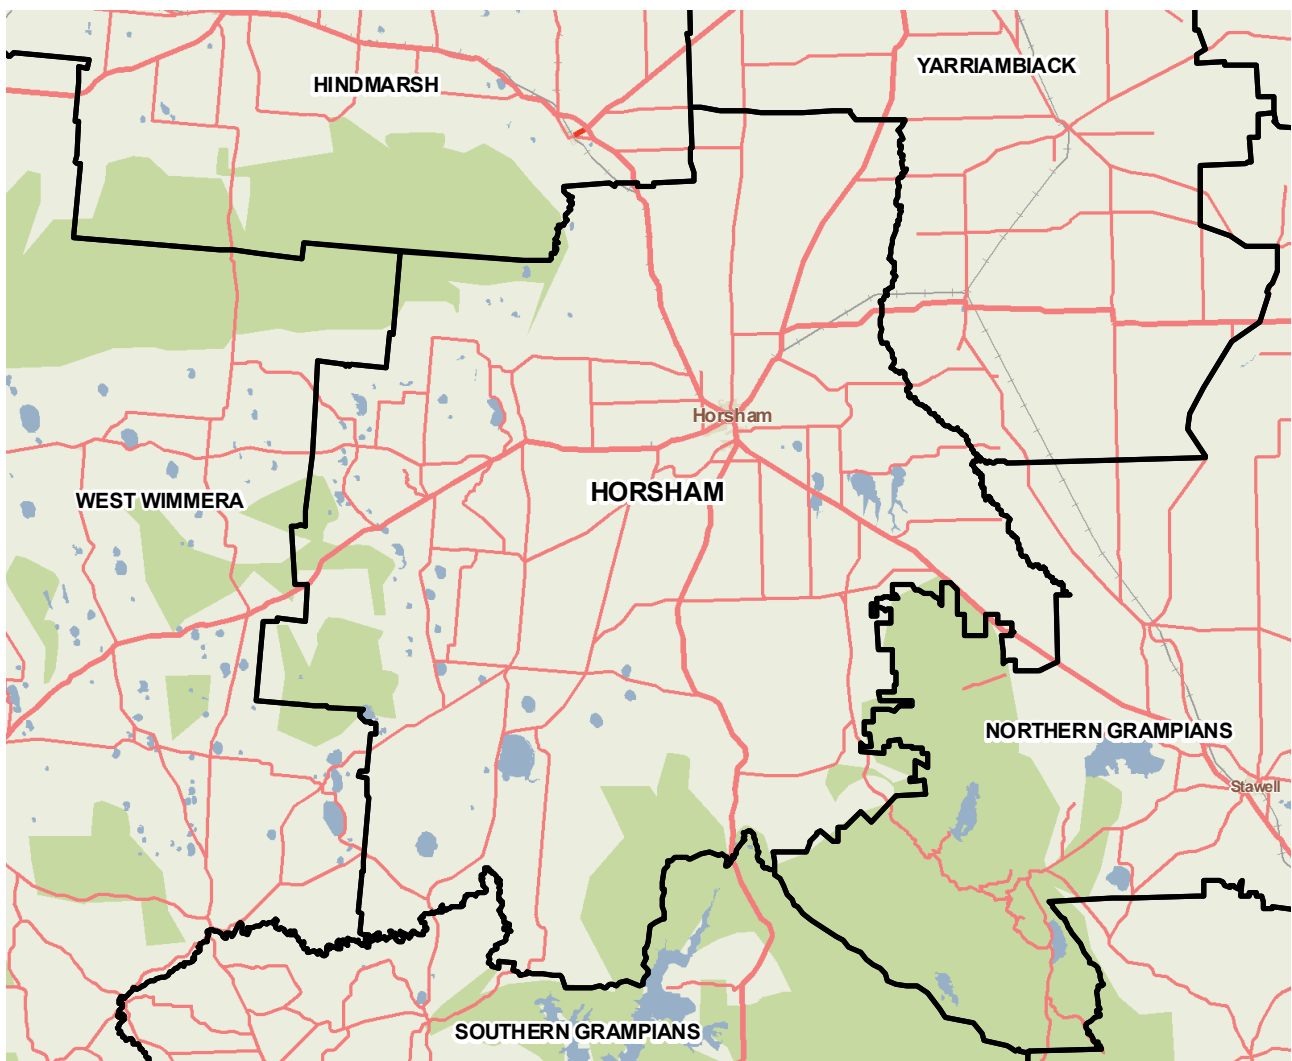 YARRIAMBIACK
HINDMARSH
Horsham
HORSHAM
WEST WIMMERA
NORTHERN GRAMPIANS
Stawell
SOUTHERN GRAMPIANS